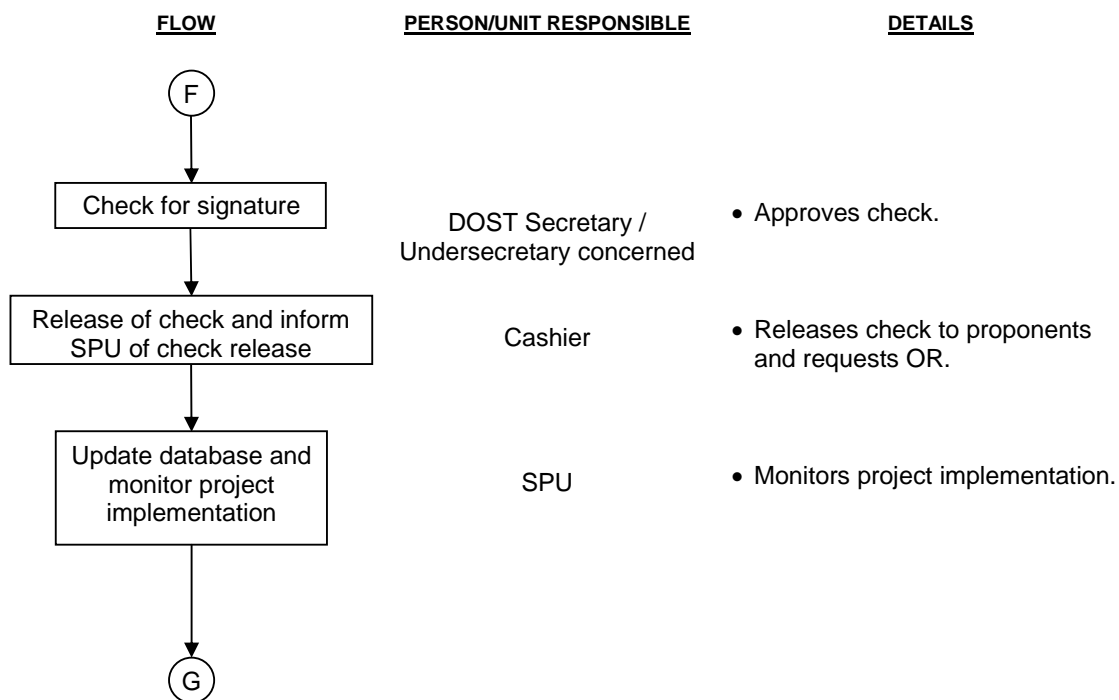 FLOW PERSON/UNIT RESPONSIBLE DETAILS
F
Check for signature
DOST Secretary /
Undersecretary concerned
• Approves check.
Release of check and inform
SPU of check release
Cashier
• Releases check to proponents
and requests OR.
Update database and
monitor project
implementation
SPU
• Monitors project implementation.
G